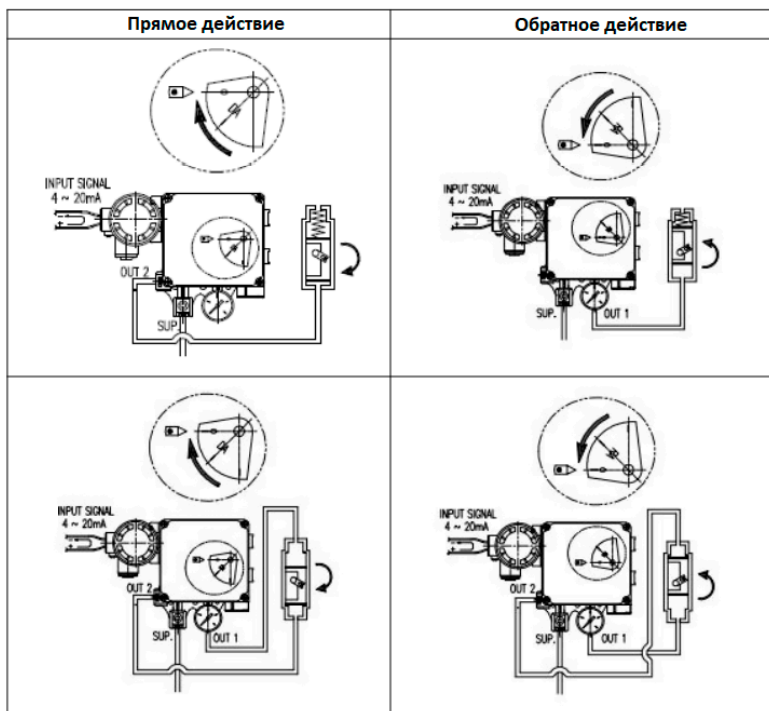 Прямое действие
Обратное действие
INPUT SIGNAL
4 ~ 20mA
OUT 2
SUP.
INPUT SIGNAL
4 ~ 20mA
SUP.
OUT 1
INPUT SIGNAL
4 ~ 20mA
OUT 2
SUP.
OUT 1
INPUT SIGNAL
4 ~ 20mA
OUT 2
SUP.
OUT 1